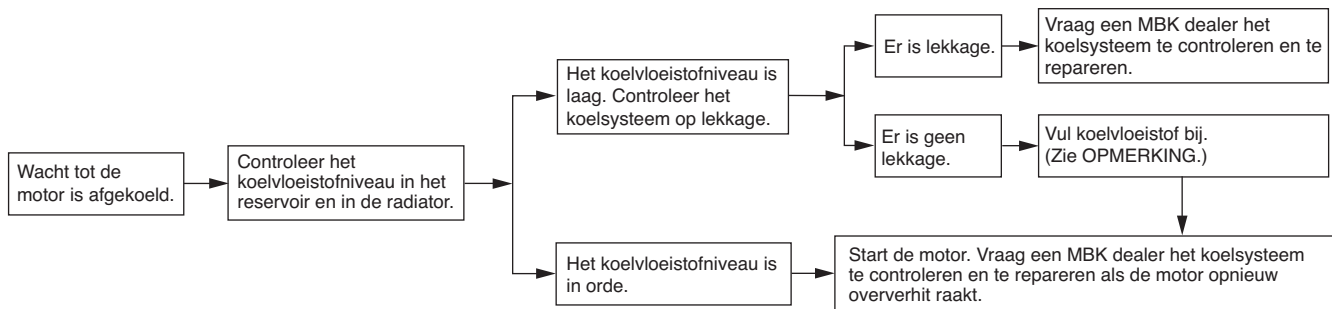 Wacht tot de
motor is afgekoeld.
Controleer het
koelvloeistofniveau in het
reservoir en in de radiator.
Het koelvloeistofniveau is
laag. Controleer het
koelsysteem op lekkage.
Er is lekkage.
Vraag een MBK dealer het
koelsysteem te controleren en te
repareren.
Er is geen
lekkage.
Vul koelvloeistof bij.
(Zie OPMERKING.)
Het koelvloeistofniveau is
in orde.
Start de motor. Vraag een MBK dealer het koelsysteem
te controleren en te repareren als de motor opnieuw
oververhit raakt.